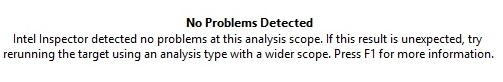 No Problems Detected
Intel Inspector detected no problems at this analysis scope. If this result is unexpected, try
rerunning the target using an analysis type with a wider scope. Press F1 for more information.